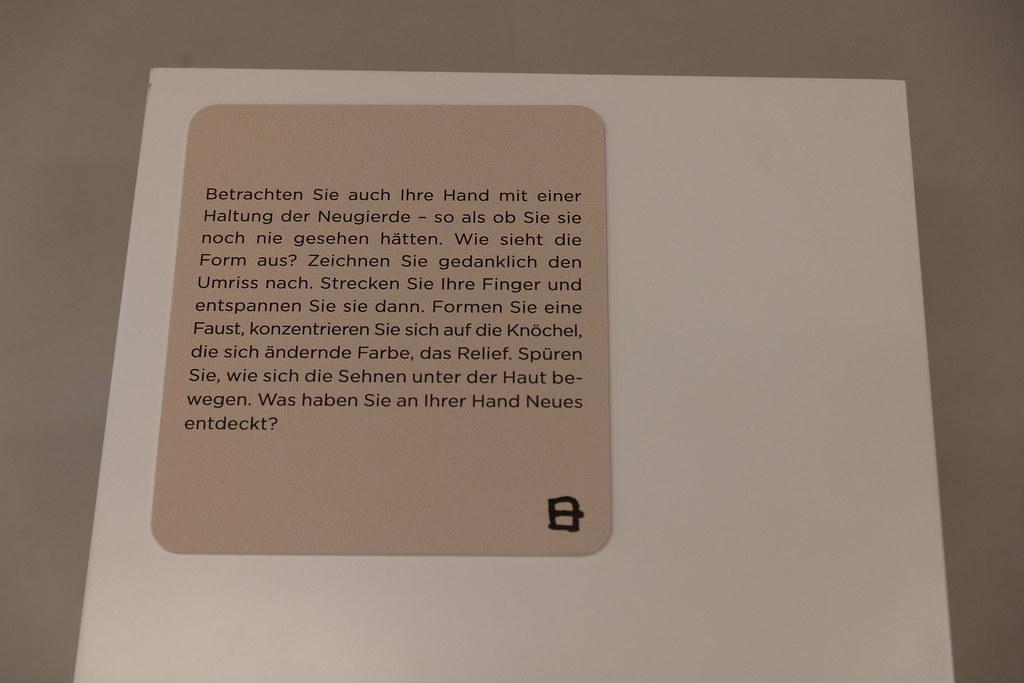 Betrachten Sie auch Ihre Hand mit einer
Haltung der Neugierde – so als ob Sie sie
noch nie gesehen hätten. Wie sieht die
Form aus? Zeichnen Sie gedanklich den
Umriss nach. Strecken Sie Ihre Finger und
entspannen Sie sie dann. Formen Sie eine
Faust, konzentrieren Sie sich auf die Knöchel,
die sich ändernde Farbe, das Relief. Spüren
Sie, wie sich die Sehnen unter der Haut be-
wegen. Was haben Sie an Ihrer Hand Neues
entdeckt?